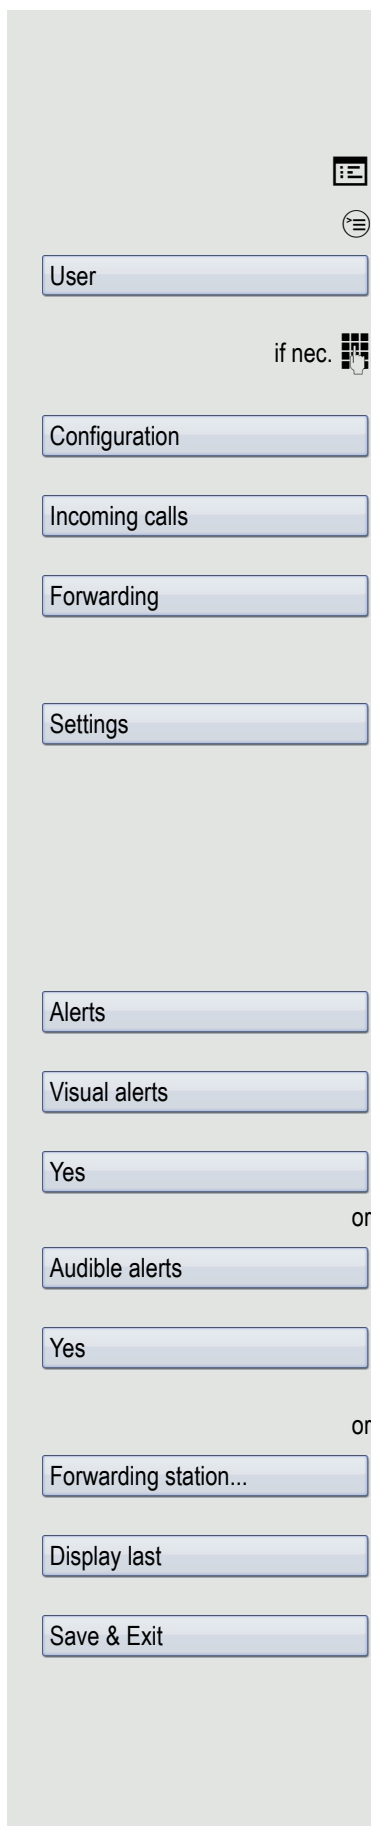 User
if nec.
Configuration
Incoming calls
Forwarding
Settings
Alerts
Visual alerts
Yes
or
Audible alerts
Yes
or
Forwarding station...
Display last
Save & Exit